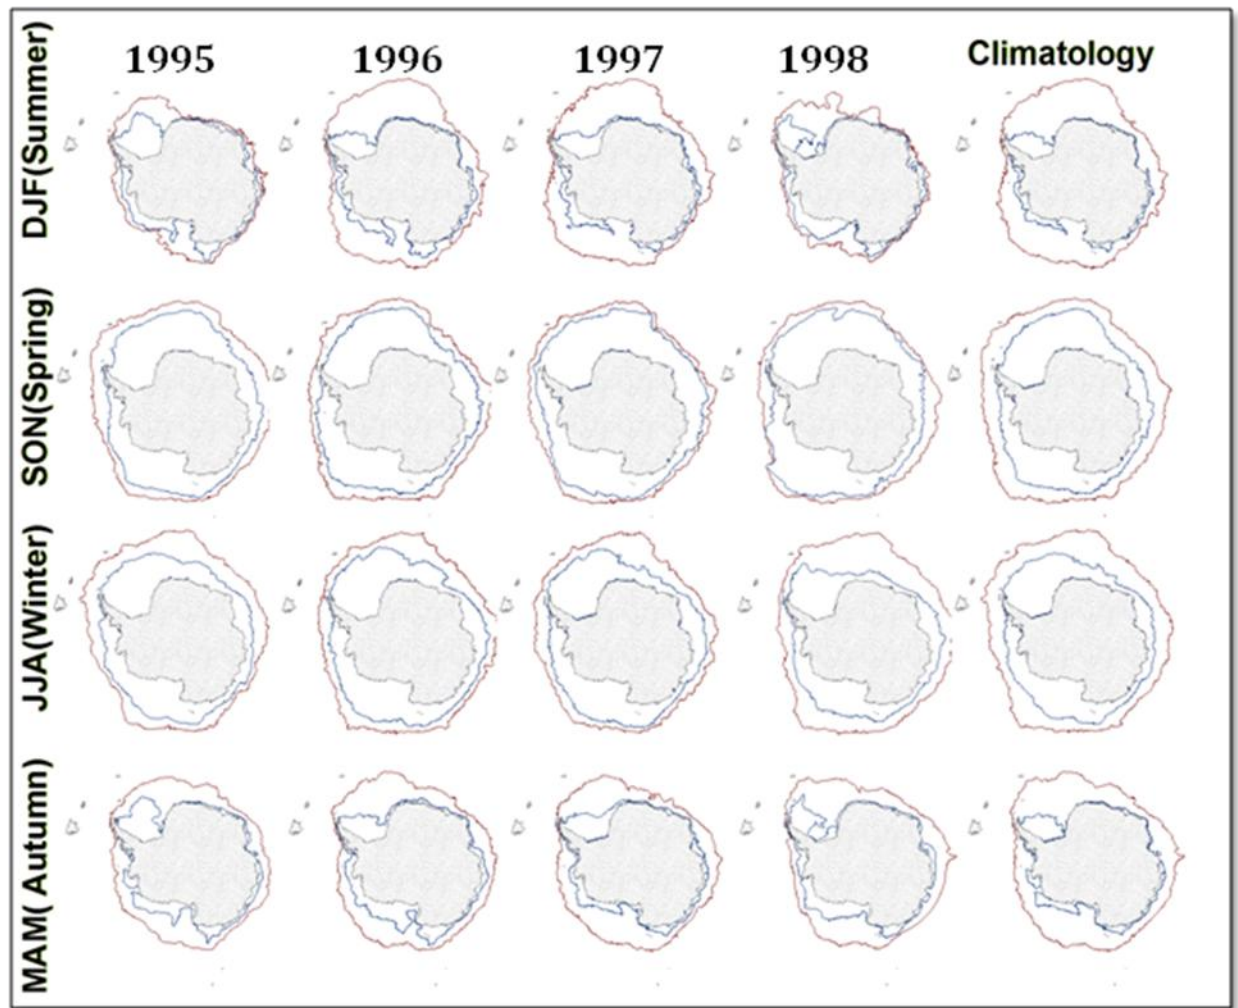 1995 1996 1997 1998 Climatology
DJF(Summer)
SON(Spring)
JJA(Winter)
MAM( Autumn)